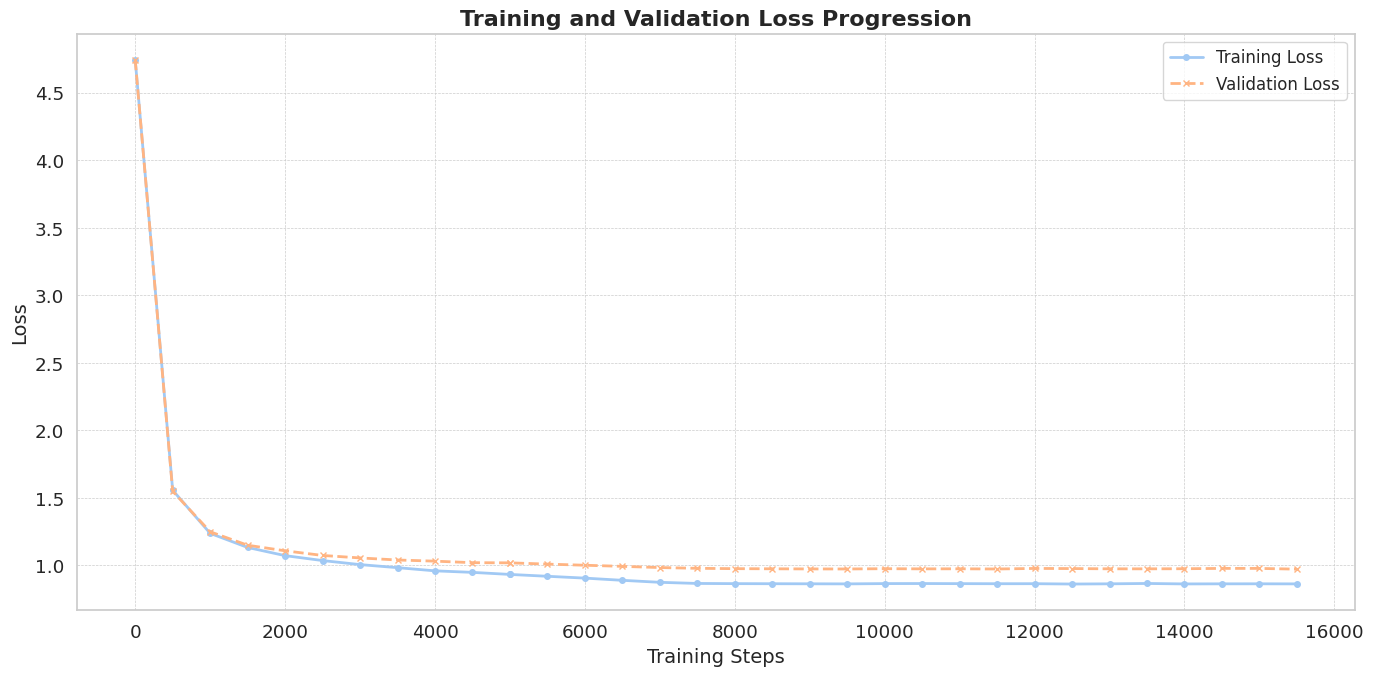 Training and Validation Loss Progression
Training Loss
Validation Loss
4.5
4.0
3.5
3.0
2.5
2.0
1.5
1.0
Loss
0 2000 4000 6000 8000 10000 12000 14000 16000
Training Steps